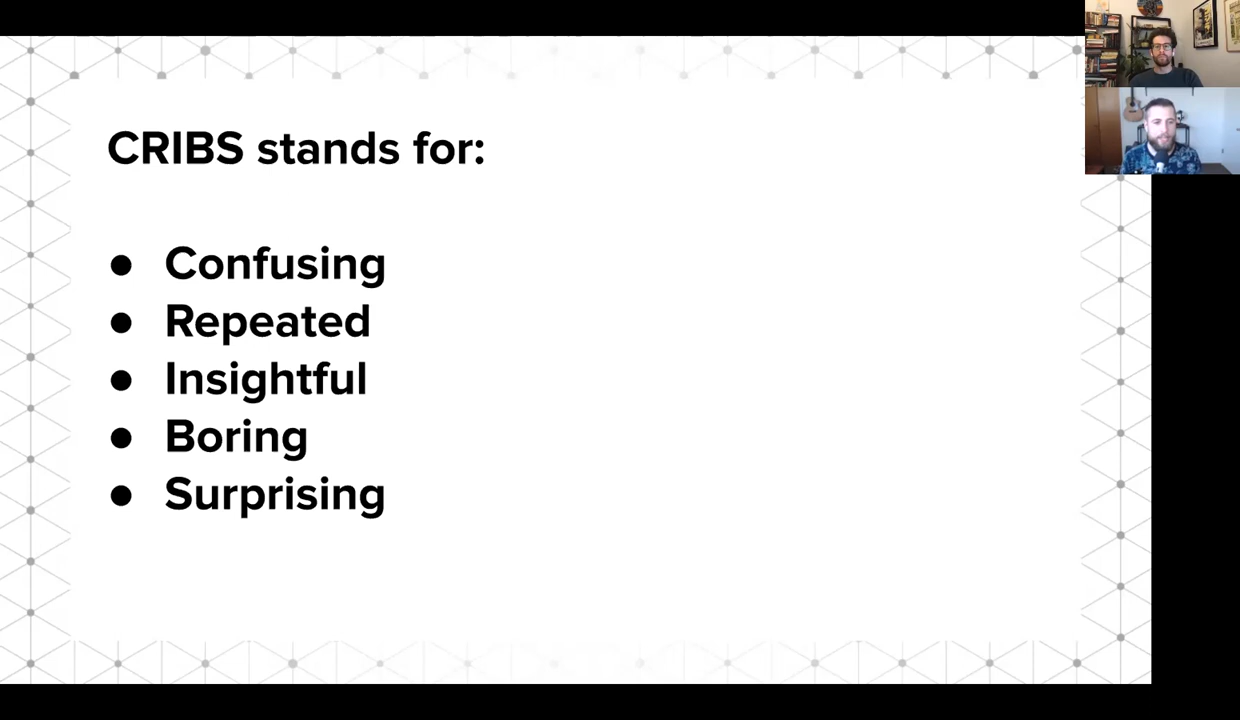 CRIBS stands for:
● Confusing
● Repeated
● Insightful
● Boring
● Surprising